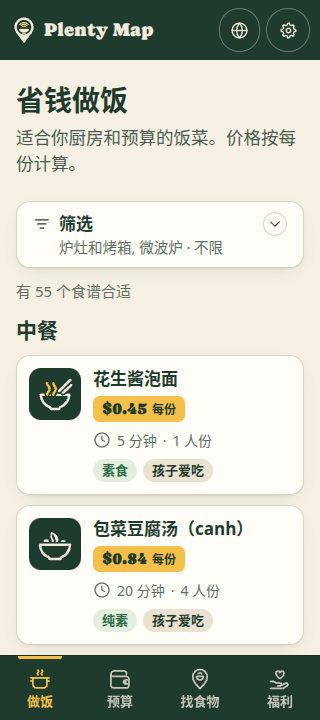 Plenty Map
省钱做饭
适合你厨房和预算的饭菜。价格按每
份计算。
筛选
炉灶和烤箱, 微波炉 · 不限
有 55 个食谱合适
中餐
花生酱泡面
$0.45 每份
5 分钟 · 1 人份
素食 孩子爱吃
包菜豆腐汤（canh）
$0.84 每份
20 分钟 · 4 人份
纯素 孩子爱吃
做饭 预算 找食物 福利